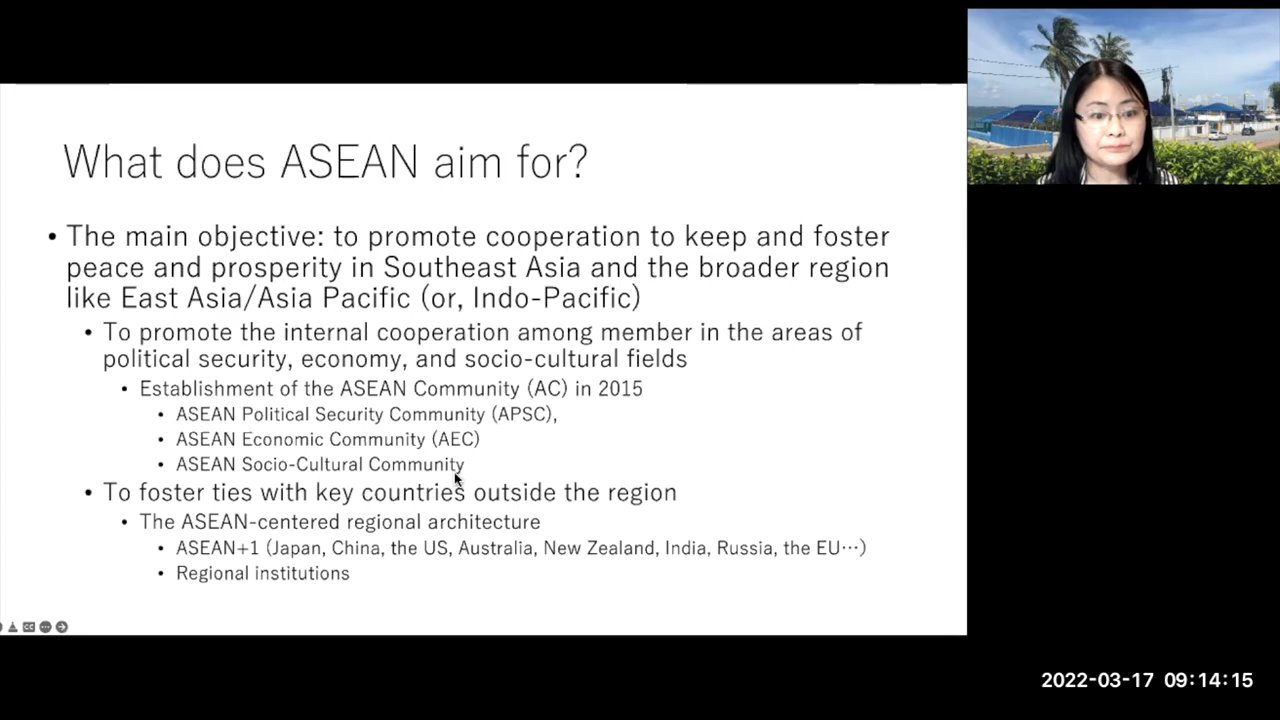 What does ASEAN aim for?
• The main objective: to promote cooperation to keep and foster
peace and prosperity in Southeast Asia and the broader region
like East Asia/Asia Pacific (or, Indo-Pacific)
• To promote the internal cooperation among member in the areas of
political security, economy, and socio-cultural fields
• Establishment of the ASEAN Community (AC) in 2015
• ASEAN Political Security Community (APSC),
• ASEAN Economic Community (AEC)
• ASEAN Socio-Cultural Community
• To foster ties with key countries outside the region
• The ASEAN-centered regional architecture
• ASEAN+1 (Japan, China, the US, Australia, New Zealand, India, Russia, the EU…)
• Regional institutions
2022-03-17 09:14:15